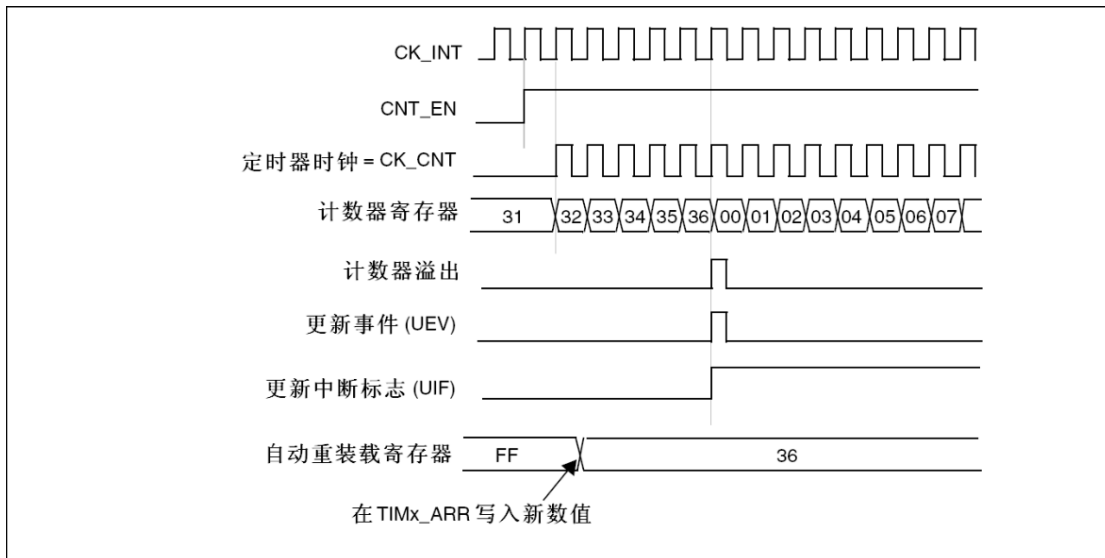 CK_INT
CNT_EN
定时器时钟 = CK_CNT
计数器寄存器 31 32 33 34 35 36 00 01 02 03 04 05 06 07
计数器溢出
更新事件 (UEV)
更新中断标志 (UIF)
自动重装载寄存器 FF 36
在 TIMx_ARR 写入新数值